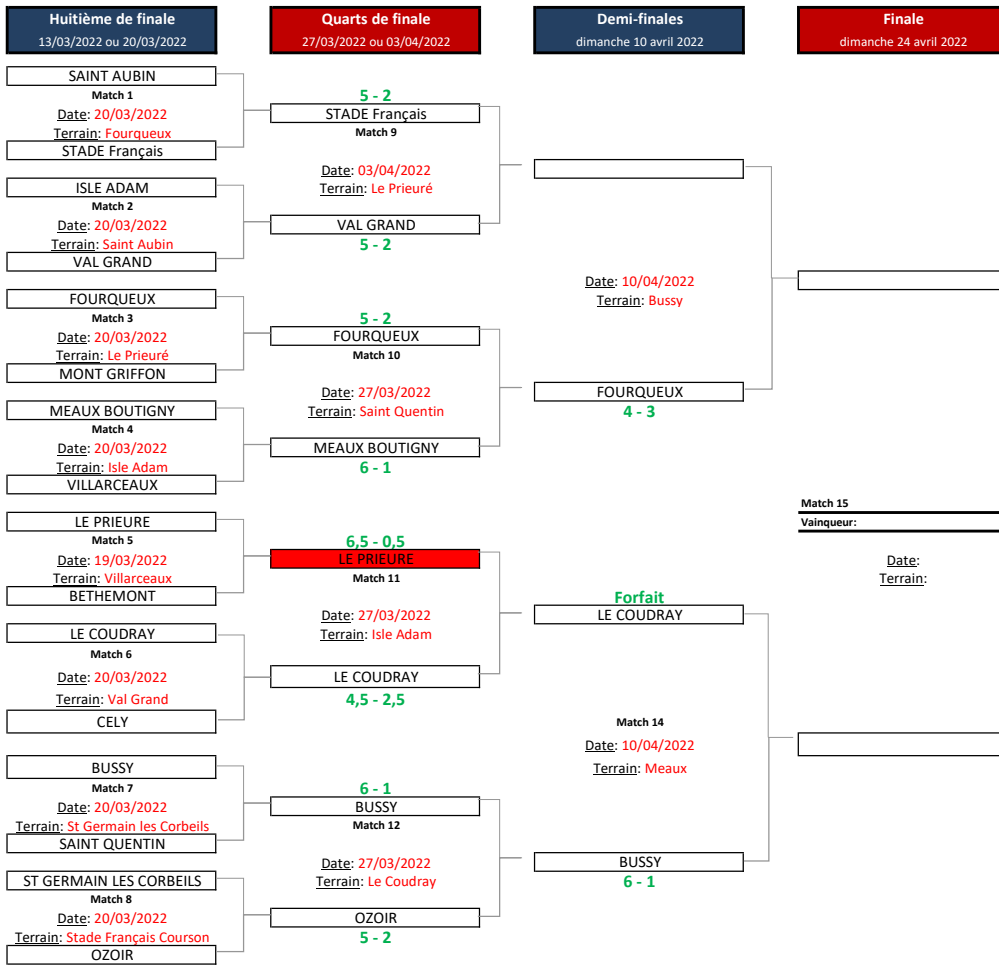 Huitième de finale
13/03/2022 ou 20/03/2022
SAINT AUBIN
Match 1
Date: 20/03/2022
Terrain: Fourqueux
STADE Français
ISLE ADAM
Match 2
Date: 20/03/2022
Terrain: Saint Aubin
VAL GRAND
FOURQUEUX
Match 3
Date: 20/03/2022
Terrain: Le Prieuré
MONT GRIFFON
MEAUX BOUTIGNY
Match 4
Date: 20/03/2022
Terrain: Isle Adam
VILLARCEAUX
LE PRIEURE
Match 5
Date: 19/03/2022
Terrain: Villarceaux
BETHEMONT
LE COUDRAY
Match 6
Date: 20/03/2022
Terrain: Val Grand
CELY
BUSSY
Match 7
Date: 20/03/2022
Terrain: St Germain les Corbeils
SAINT QUENTIN
ST GERMAIN LES CORBEILS
Match 8
Date: 20/03/2022
Terrain: Stade Français Courson
OZOIR
Quarts de finale
27/03/2022 ou 03/04/2022
5 - 2
STADE Français
Match 9
Date: 03/04/2022
Terrain: Le Prieuré
VAL GRAND
5 - 2
5 - 2
FOURQUEUX
Match 10
Date: 27/03/2022
Terrain: Saint Quentin
MEAUX BOUTIGNY
6 - 1
6,5 - 0,5
LE PRIEURE
Match 11
Date: 27/03/2022
Terrain: Isle Adam
LE COUDRAY
4,5 - 2,5
6 - 1
BUSSY
Match 12
Date: 27/03/2022
Terrain: Le Coudray
OZOIR
5 - 2
Demi-finales
dimanche 10 avril 2022
Date: 10/04/2022
Terrain: Bussy
FOURQUEUX
4 - 3
Forfait
LE COUDRAY
Match 14
Date: 10/04/2022
Terrain: Meaux
BUSSY
6 - 1
Finale
dimanche 24 avril 2022
Match 15
Vainqueur:
Date:
Terrain: